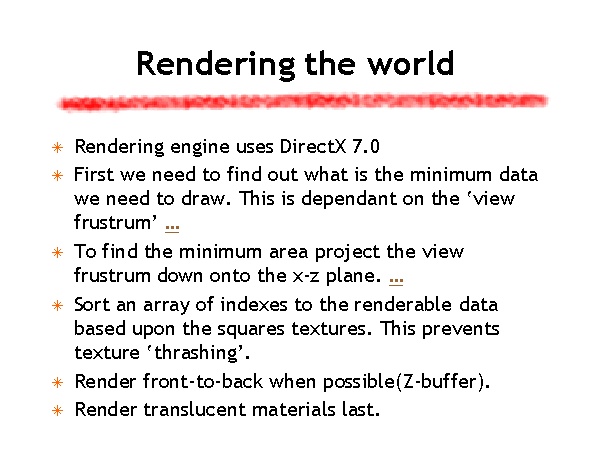 Rendering the world
Rendering engine uses DirectX 7.0
First we need to find out what is the minimum data
we need to draw. This is dependant on the ‘view
frustrum’ ...
To find the minimum area project the view
frustrum down onto the x-z plane. ...
Sort an array of indexes to the renderable data
based upon the squares textures. This prevents
texture ‘thrashing’.
Render front-to-back when possible(Z-buffer).
Render translucent materials last.